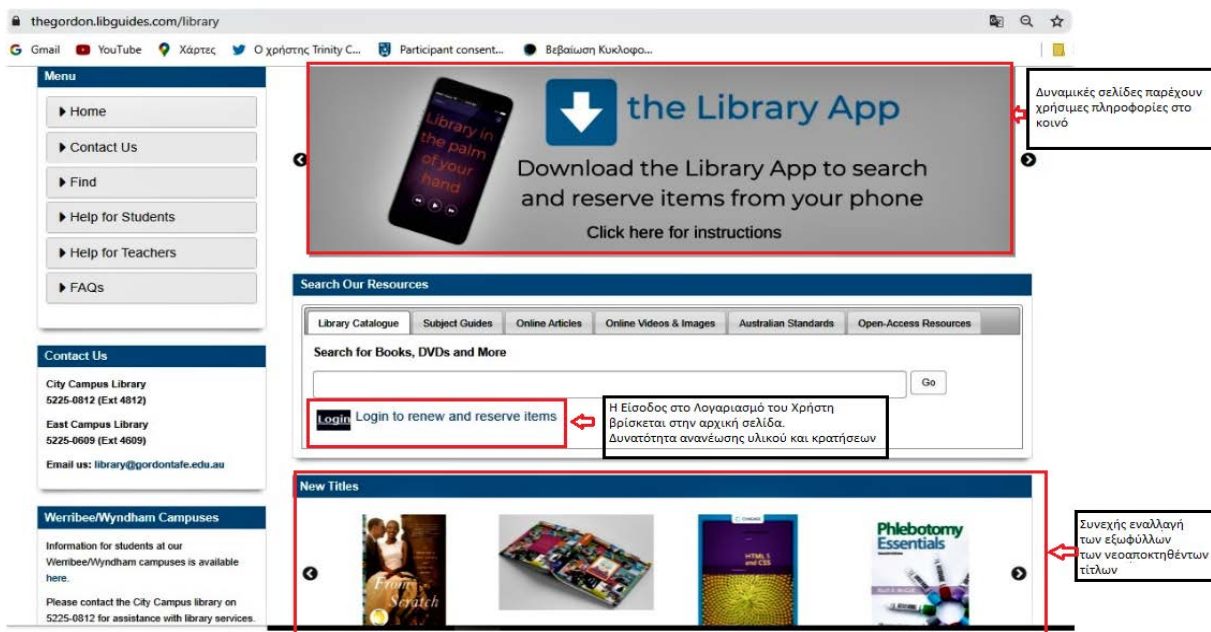 thegordon.libguides.com/library
Gmail
YouTube
Χάρτες
Ο χρήστης Trinity C...
Participant consent...
Βεβαίωση Κυκλοφο...
Menu
Home
Contact Us
Find
Help for Students
Help for Teachers
FAQs
Contact Us
City Campus Library
5225-0812 (Ext 4812)
East Campus Library
5225-0609 (Ext 4609)
Email us: library@gordontafe.edu.au
Werribee/Wyndham Campuses
Information for students at our
Werribee/Wyndham campuses is available
here.
Please contact the City Campus library on
5225-0812 for assistance with library services.
Library in
the palm
of your
hand
the Library App
Download the Library App to search
and reserve items from your phone
Click here for instructions
Δυναμικές σελίδες παρέχουν
χρήσιμες πληροφορίες στο
κοινό
Search Our Resources
Library Catalogue
Subject Guides
Online Articles
Online Videos & Images
Australian Standards
Open-Access Resources
Search for Books, DVDs and More
Go
Login Login to renew and reserve items
Η Είσοδος στο Λογαριασμό του Χρήστη
βρίσκεται στην αρχική σελίδα.
Δυνατότητα ανανέωσης υλικού και κρατήσεων
New Titles
From
Scratch
HTML 5
and CSS
Phlebotomy
Essentials
Συνεχής εναλλαγή
των εξωφύλλων
των νεοαποκτηθέντων
τίτλων